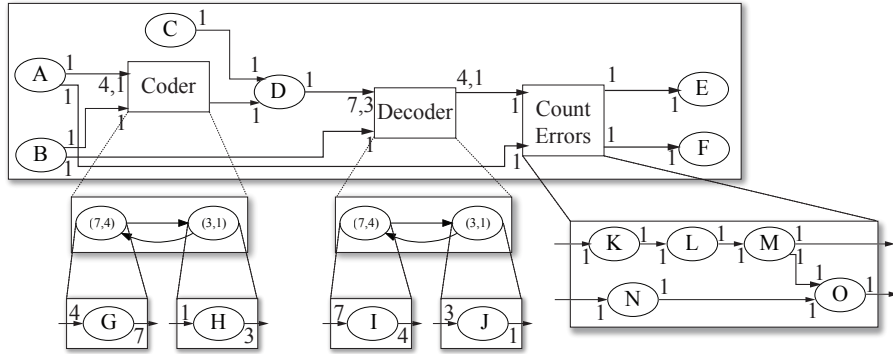 C 1
1
A 1
1
4,1
Coder
1
1
1
D 1
7,3
Decoder
1
4,1
1
Count
Errors
1
1
1
1
E
1
F
B 1
1
(7,4) (3,1)
(7,4) (3,1)
4 G 7
1 H 3
7 I 4
3 J 1
1 K 1 1 L 1 1 M 1
1
1
1 N 1 1 O 1